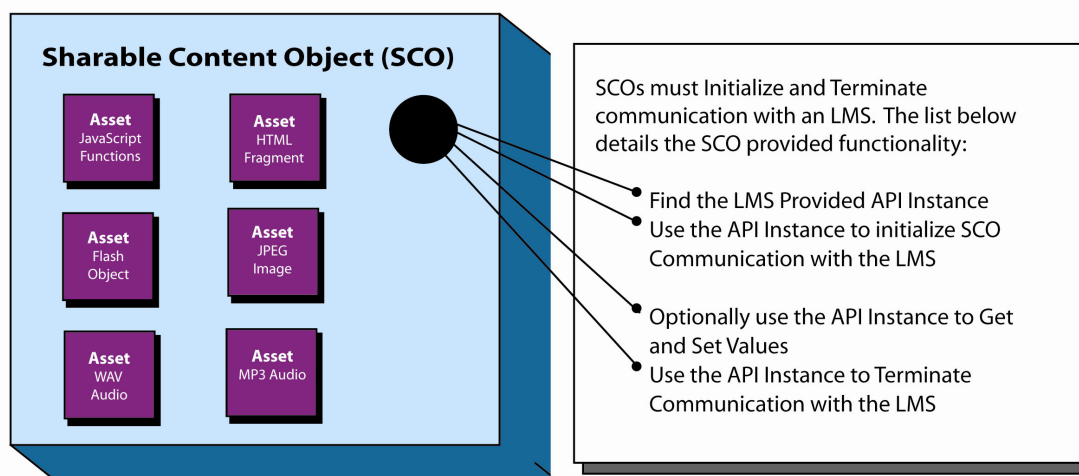 Sharable Content Object (SCO)
Asset
JavaScript
Functions
Asset
HTML
Fragment
Asset
Flash
Object
Asset
JPEG
Image
Asset
WAV
Audio
Asset
MP3 Audio
SCOs must Initialize and Terminate
communication with an LMS. The list below
details the SCO provided functionality:
Find the LMS Provided API Instance
Use the API Instance to initialize SCO
Communication with the LMS
Optionally use the API Instance to Get
and Set Values
Use the API Instance to Terminate
Communication with the LMS